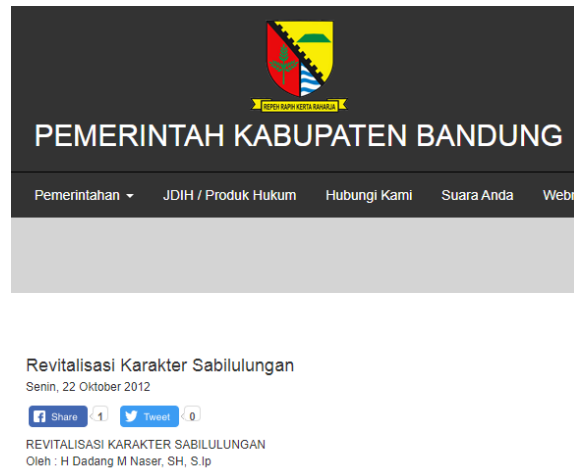 REPEH RAPIH KERTA RAHARJA
PEMERINTAH KABUPATEN BANDUNG
Pemerintahan JDIH / Produk Hukum Hubungi Kami Suara Anda
Revitalisasi Karakter Sabilulungan
Senin, 22 Oktober 2012
Share 1 Tweet 0
REVITALISASI KARAKTER SABILULUNGAN
Oleh : H Dadang M Naser, SH, S.Ip